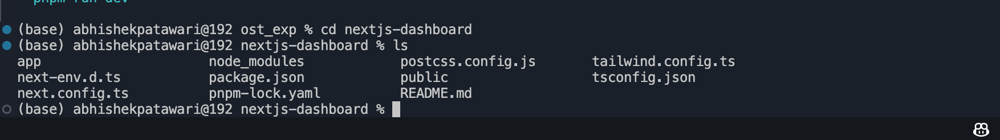 pnpm run dev
(base) abhishekpatawari@192 ost_exp % cd nextjs-dashboard
(base) abhishekpatawari@192 nextjs-dashboard % ls
app node_modules postcss.config.js tailwind.config.ts
next-env.d.ts package.json public tsconfig.json
next.config.ts pnpm-lock.yaml README.md
(base) abhishekpatawari@192 nextjs-dashboard %